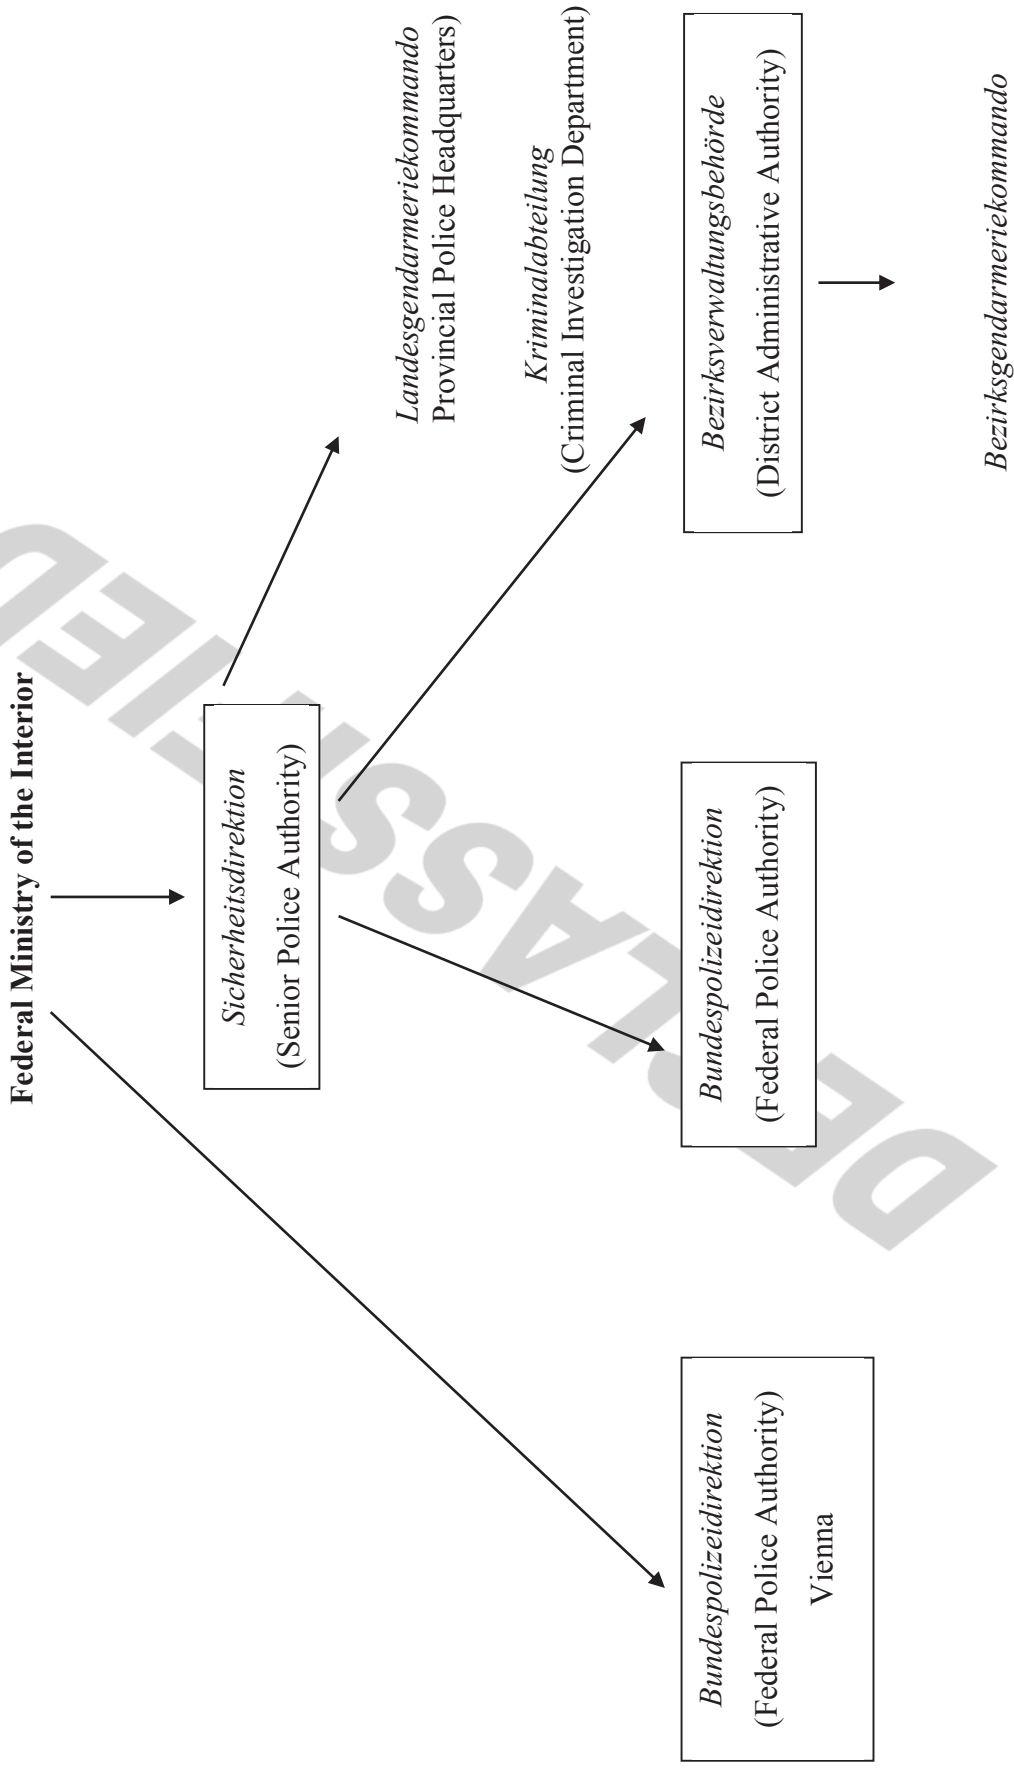 Federal Ministry of the Interior
Sicherheitsdirektion
(Senior Police Authority)
Landesgendarmeriekommando
Provincial Police Headquarters)
Kriminalabteilung
(Criminal Investigation Department)
Bundespolizeidirektion
(Federal Police Authority)
Vienna
Bundespolizeidirektion
(Federal Police Authority)
Bezirksverwaltungsbehörde
(District Administrative Authority)
Bezirsgendarmeriekommando
DECLASSIFIED